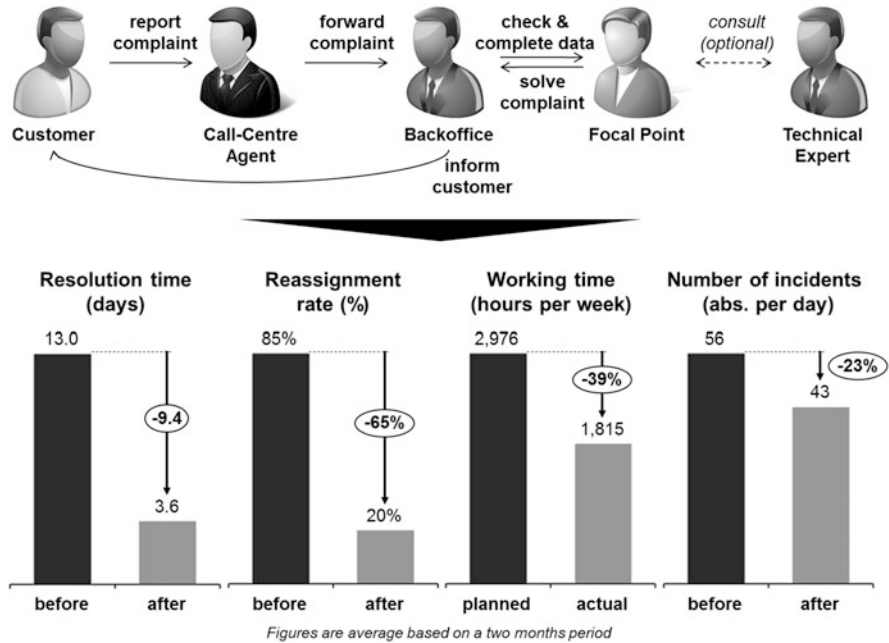 report
complaint
forward
complaint
check &
complete data
consult
(optional)
solve
complaint
Customer
Call-Centre
Agent
Backoffice
Focal Point
Technical
Expert
inform
customer
Resolution time
(days)
13.0
-9.4
3.6
before
after
Reassignment
rate (%)
85%
-65%
20%
before
after
Working time
(hours per week)
2,976
-39%
1,815
planned
actual
Number of incidents
(abs. per day)
56
-23%
43
before
after
Figures are average based on a two months period